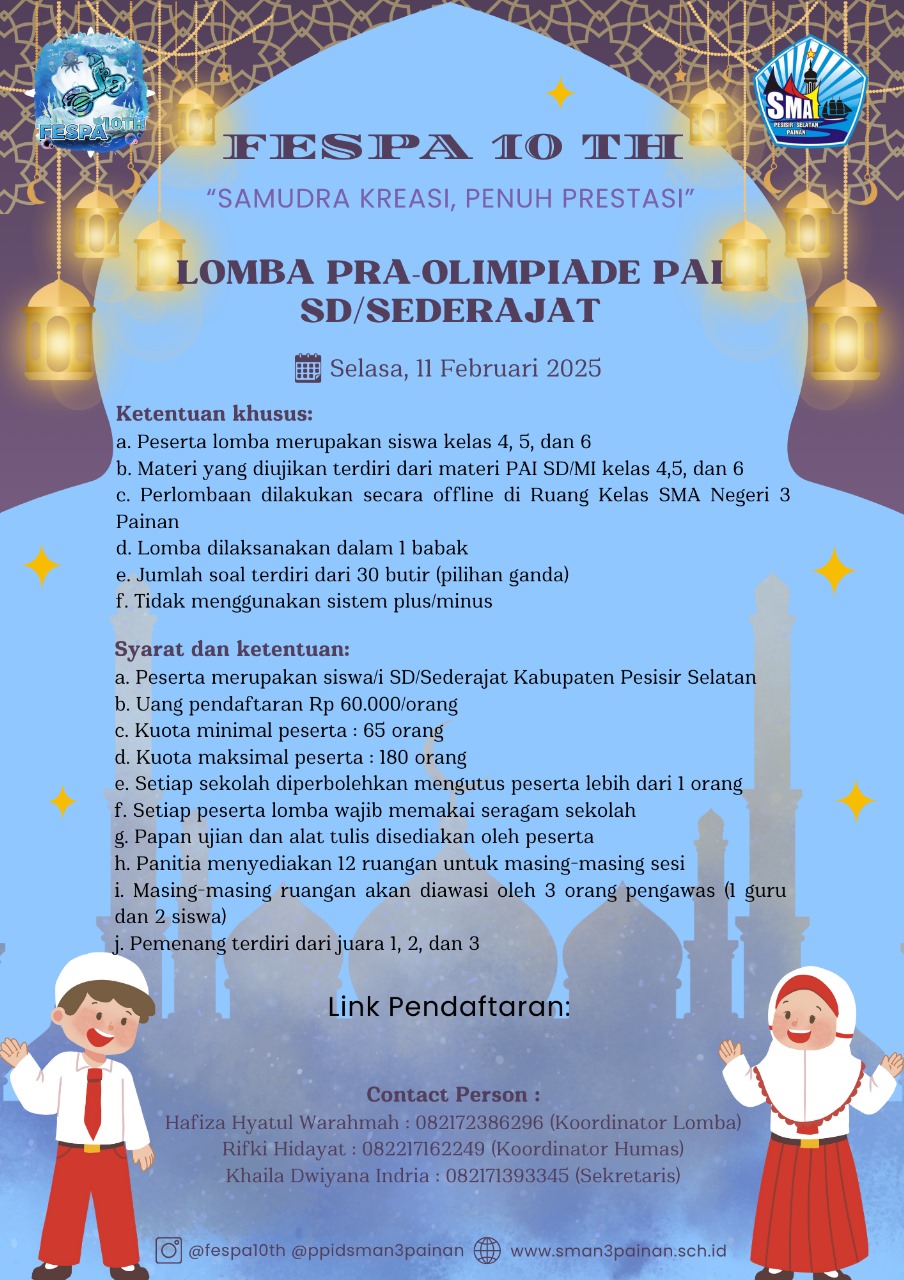 FESPA 10TH
SMA
PESISIR SELATAN
PAINAN
FESPA 10 TH
“SAMUDRA KREASI, PENUH PRESTASI”
LOMBA PRA-OLIMPIADE PAI
SD/SEDERAJAT
Selasa, 11 Februari 2025
Ketentuan khusus:
a. Peserta lomba merupakan siswa kelas 4, 5, dan 6
b. Materi yang diujikan terdiri dari materi PAI SD/MI kelas 4,5, dan 6
c. Perlombaan dilakukan secara offline di Ruang Kelas SMA Negeri 3
Painan
d. Lomba dilaksanakan dalam 1 babak
e. Jumlah soal terdiri dari 30 butir (pilihan ganda)
f. Tidak menggunakan sistem plus/minus
Syarat dan ketentuan:
a. Peserta merupakan siswa/i SD/Sederajat Kabupaten Pesisir Selatan
b. Uang pendaftaran Rp 60.000/orang
c. Kuota minimal peserta : 65 orang
d. Kuota maksimal peserta : 180 orang
e. Setiap sekolah diperbolehkan mengutus peserta lebih dari 1 orang
f. Setiap peserta lomba wajib memakai seragam sekolah
g. Papan ujian dan alat tulis disediakan oleh peserta
h. Panitia menyediakan 12 ruangan untuk masing-masing sesi
i. Masing-masing ruangan akan diawasi oleh 3 orang pengawas (1 guru
dan 2 siswa)
j. Pemenang terdiri dari juara 1, 2, dan 3
Link Pendaftaran:
Contact Person :
Hafiza Hyatul Warahmah : 082172386296 (Koordinator Lomba)
Rifki Hidayat : 082217162249 (Koordinator Humas)
Khaila Dwiyana Indria : 082171393345 (Sekretaris)
@fespa10th @ppidsman3painan www.sman3painan.sch.id